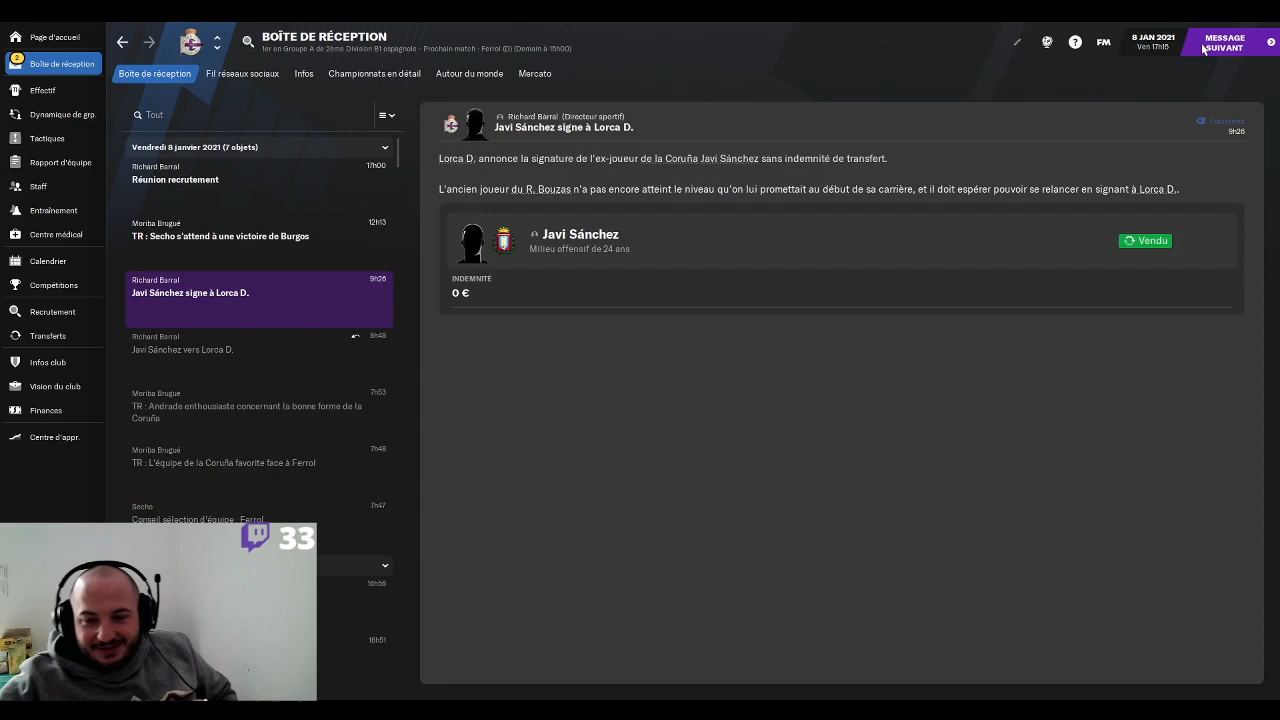 Page d'accueil
2
Boîte de réception
Effectif
Dynamique de grp.
Tactiques
Rapport d'équipe
Staff
Entraînement
Centre médical
Calendrier
Compétitions
Recrutement
Transferts
Infos club
Vision du club
Finances
Centre d'appr.
BOÎTE DE RÉCEPTION
1er en Groupe A de 2ème Division B1 espagnole - Prochain match : Ferrol (D) (Demain à 15h00)
?
FM
8 JAN 2021
Ven 17h15
MESSAGE
SUIVANT
Boîte de réception
Fil réseaux sociaux
Infos
Championnats en détail
Autour du monde
Mercato
Tout
Vendredi 8 janvier 2021 (7 objets)
Richard Barral 17h00
Réunion recrutement
Moriba Brugué 12h13
TR : Secho s'attend à une victoire de Burgos
Richard Barral 9h26
Javi Sánchez signe à Lorca D.
Richard Barral 8h48
Javi Sánchez vers Lorca D.
Moriba Brugué 7h53
TR : Andrade enthousiaste concernant la bonne forme de la
Coruña
Moriba Brugué 7h48
TR : L'équipe de la Coruña favorite face à Ferrol
Secho 7h47
Conseil sélection d'équipe Ferrol
16h56
16h51
33
Richard Barral (Directeur sportif)
Javi Sánchez signe à Lorca D.
Transferts
9h26
Lorca D. annonce la signature de l'ex-joueur de la Coruña Javi Sánchez sans indemnité de transfert.
L'ancien joueur du R. Bouzas n'a pas encore atteint le niveau qu'on lui promettait au début de sa carrière, et il doit espérer pouvoir se relancer en signant à Lorca D..
Javi Sánchez
Milieu offensif de 24 ans
Vendu
INDEMNITÉ
0 €